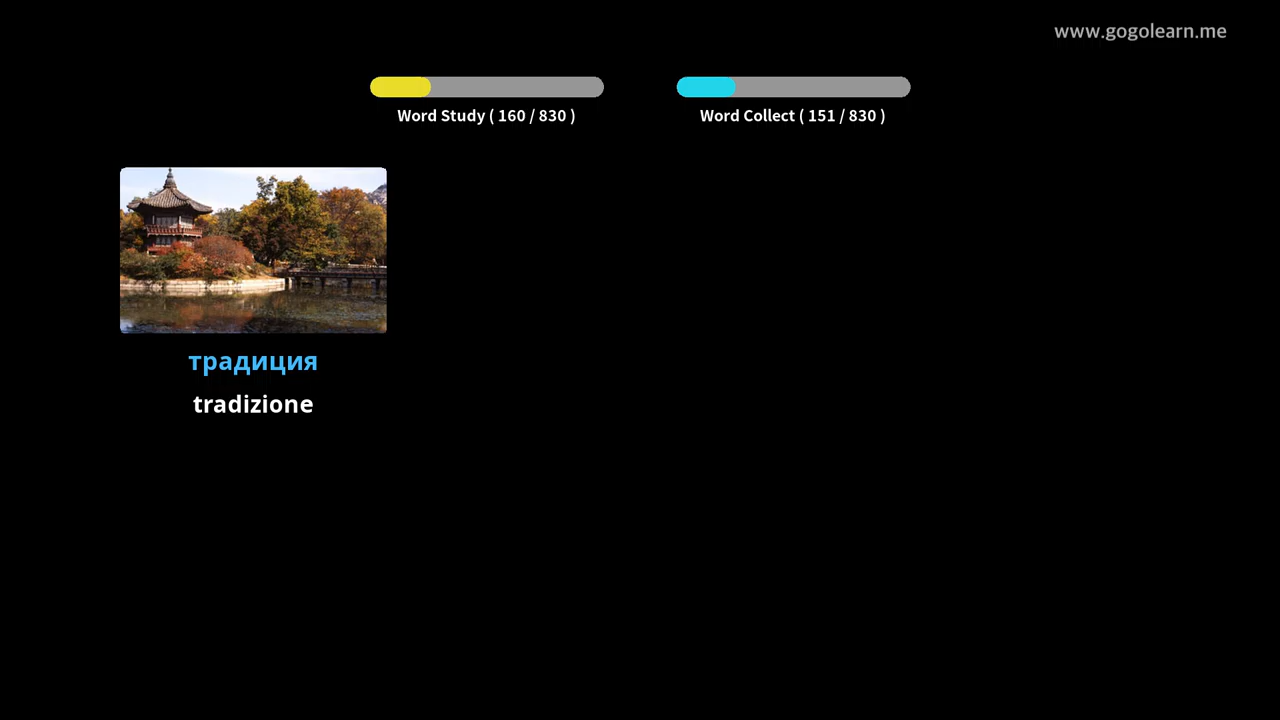 www.gogolearn.me
Word Study ( 160 / 830 )
Word Collect ( 151 / 830 )
традиция
tradizione